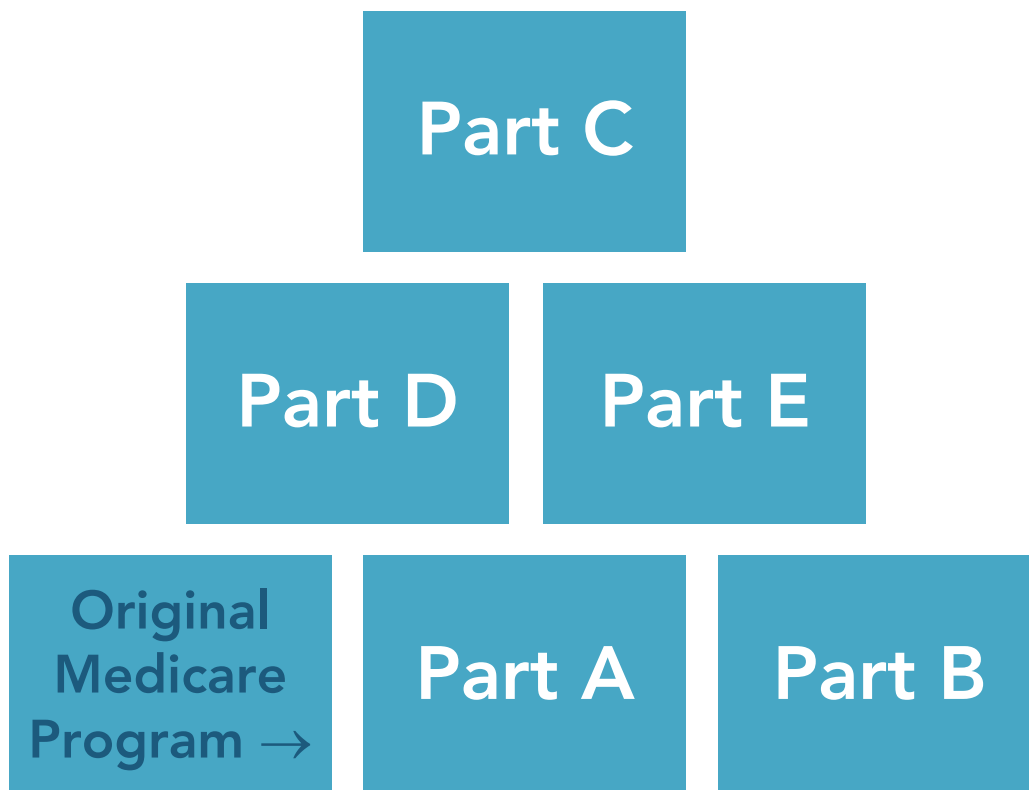 Part C
Part D
Part E
Original
Medicare
Program →
Part A
Part B